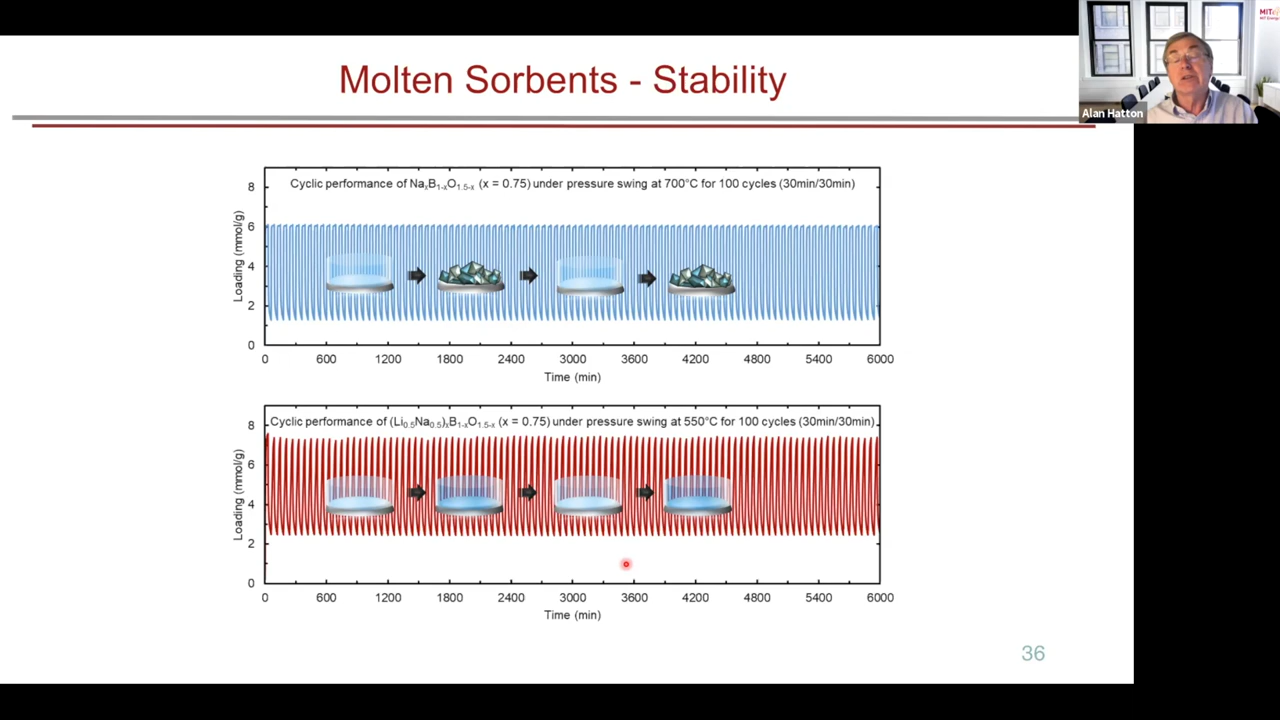 MITei
MIT Energy
Alan Hatton
Molten Sorbents - Stability
Cyclic performance of NaₓB₁₋ₓO₁.₅₋ₓ (x = 0.75) under pressure swing at 700°C for 100 cycles (30min/30min)
Loading (mmol/g)
8
6
4
2
0
0 600 1200 1800 2400 3000 3600 4200 4800 5400 6000
Time (min)
Cyclic performance of (Li₀.₅Na₀.₅)ₓB₁₋ₓO₁.₅₋ₓ (x = 0.75) under pressure swing at 550°C for 100 cycles (30min/30min)
Loading (mmol/g)
8
6
4
2
0
0 600 1200 1800 2400 3000 3600 4200 4800 5400 6000
Time (min)
36